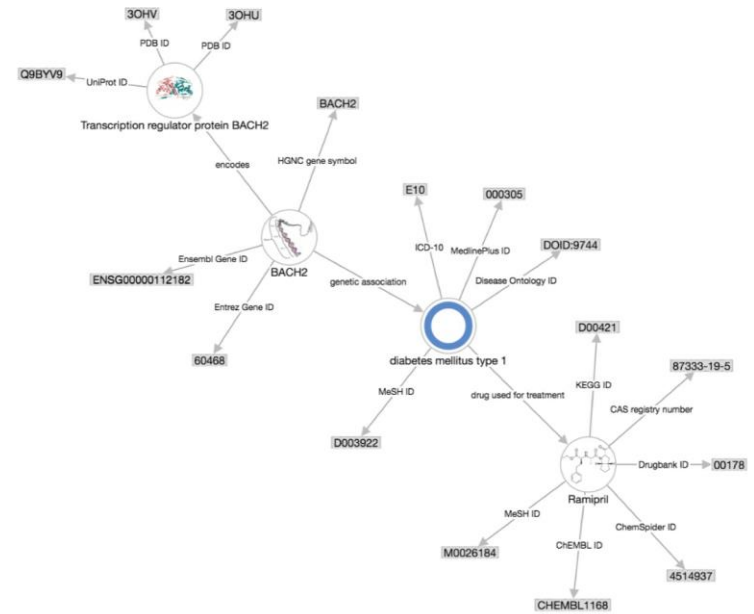 3OHV
3OHU
PDB ID
PDB ID
Q9BYV9
UniProt ID
Transcription regulator protein BACH2
BACH2
encodes
HGNC gene symbol
E10
000305
ICD-10
MedlinePlus ID
DOID:9744
Ensembl Gene ID
BACH2
ENSG00000112182
genetic association
Disease Ontology ID
Entrez Gene ID
60468
diabetes mellitus type 1
D00421
87333-19-5
MeSH ID
drug used for treatment
KEGG ID
CAS registry number
D003922
Drugbank ID
00178
Ramipril
MeSH ID
ChemSpider ID
M0026184
ChEMBL ID
4514937
CHEMBL1168